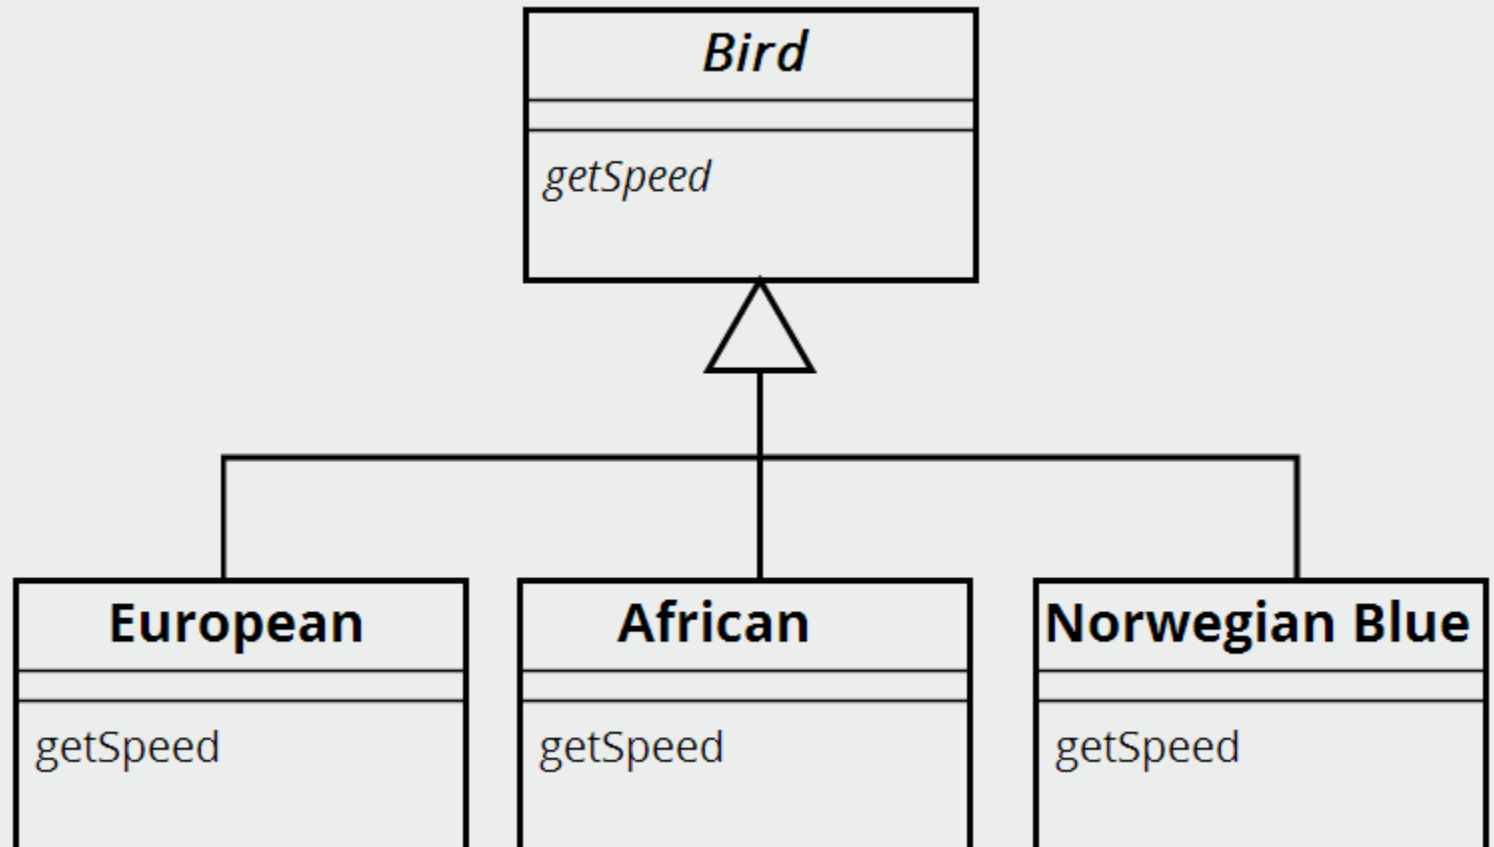 Bird
getSpeed
European
getSpeed
African
getSpeed
Norwegian Blue
getSpeed